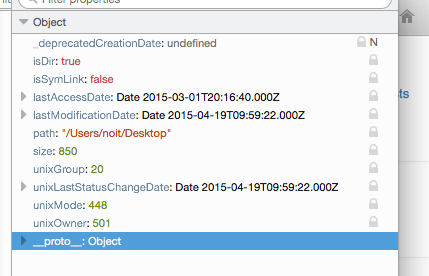 Filter properties
Object
_deprecatedCreationDate: undefined N
isDir: true
isSymLink: false
lastAccessDate: Date 2015-03-01T20:16:40.000Z
lastModificationDate: Date 2015-04-19T09:59:22.000Z
path: "/Users/noit/Desktop"
size: 850
unixGroup: 20
unixLastStatusChangeDate: Date 2015-04-19T09:59:22.000Z
unixMode: 448
unixOwner: 501
__proto__: Object